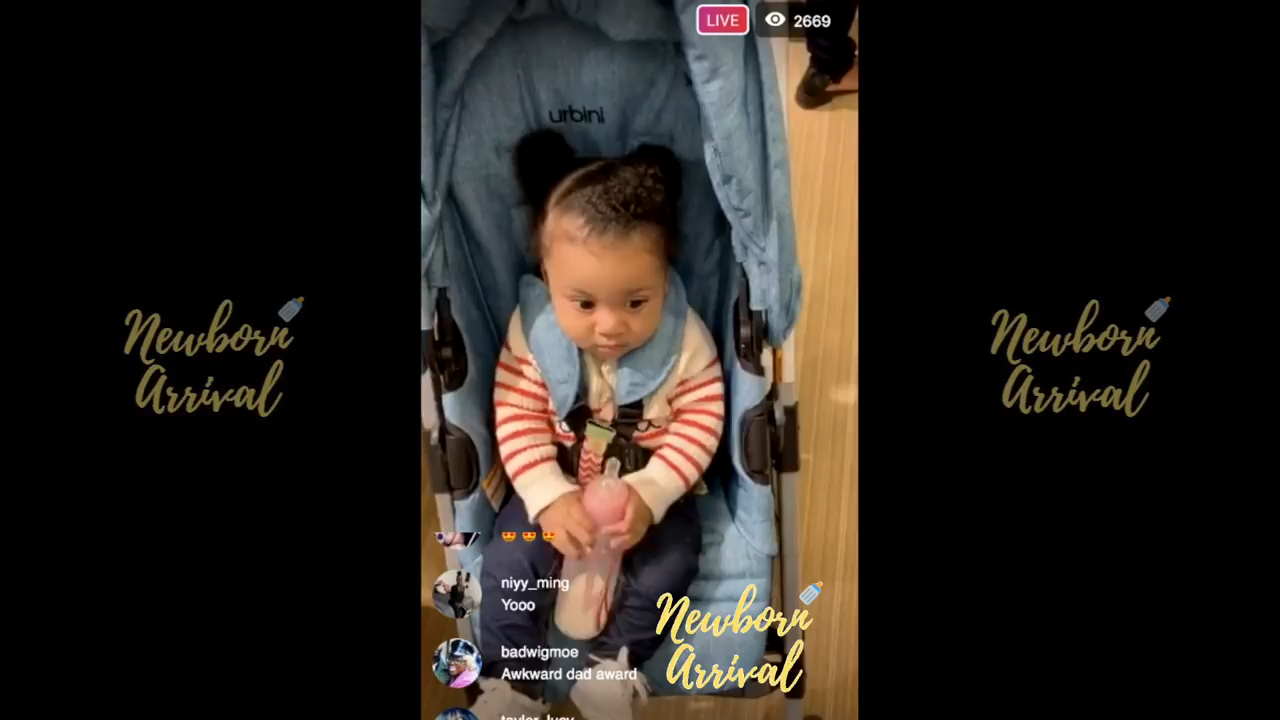 LIVE
2669
urbini
Newborn
Arrival
Newborn
Arrival
niyy_ming
Yooo
badwigmoe
Awkward dad award
Newborn
Arrival